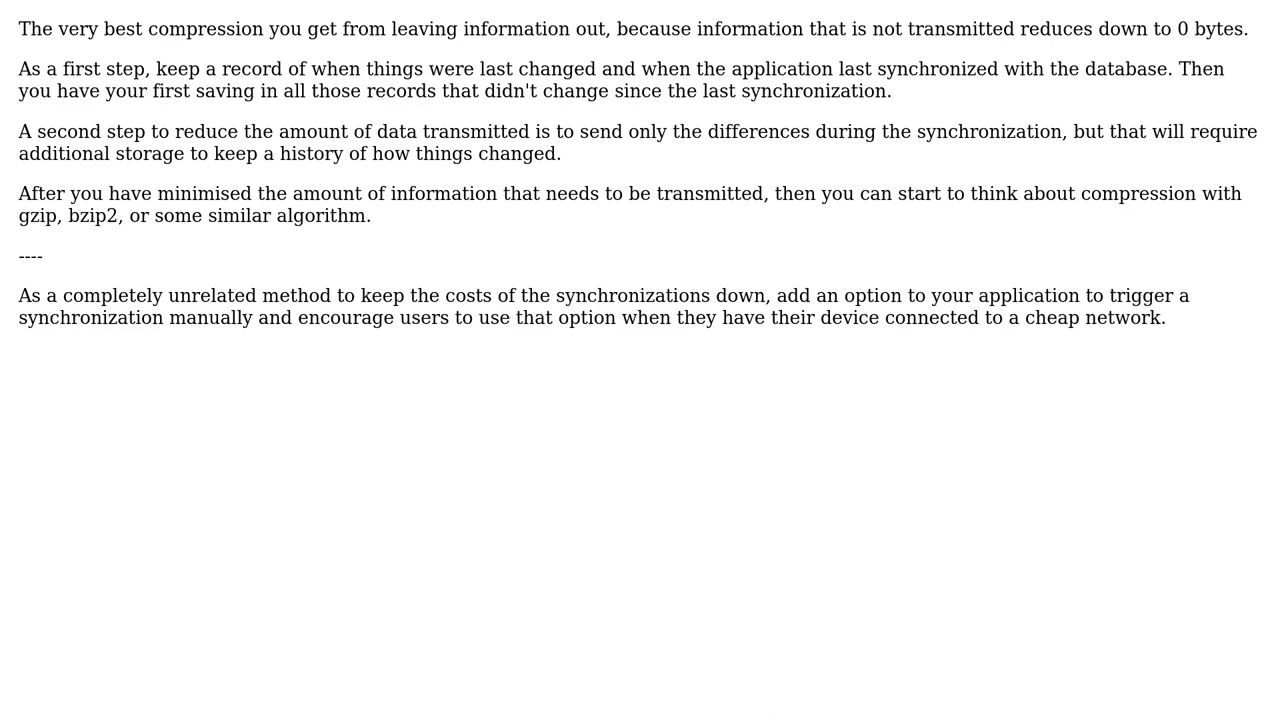 The very best compression you get from leaving information out, because information that is not transmitted reduces down to 0 bytes.
As a first step, keep a record of when things were last changed and when the application last synchronized with the database. Then
you have your first saving in all those records that didn't change since the last synchronization.
A second step to reduce the amount of data transmitted is to send only the differences during the synchronization, but that will require
additional storage to keep a history of how things changed.
After you have minimised the amount of information that needs to be transmitted, then you can start to think about compression with
gzip, bzip2, or some similar algorithm.
----
As a completely unrelated method to keep the costs of the synchronizations down, add an option to your application to trigger a
synchronization manually and encourage users to use that option when they have their device connected to a cheap network.